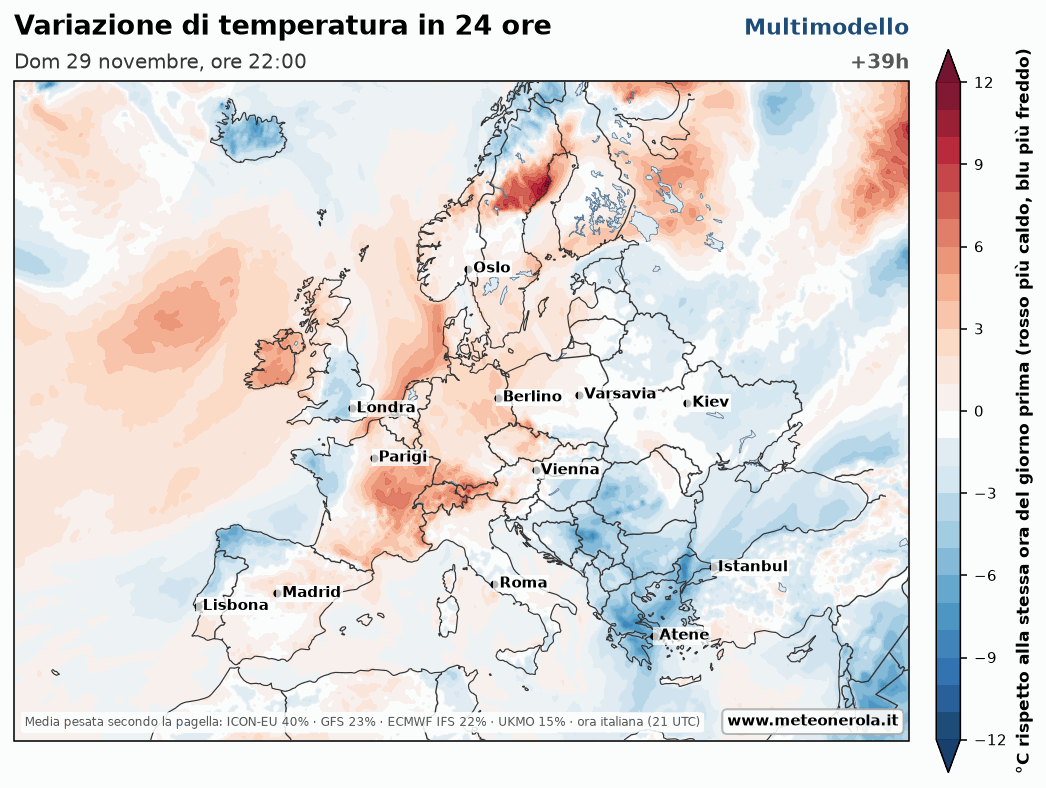 Variazione di temperatura in 24 ore
Multimodello
Dom 29 novembre, ore 22:00
+39h
Oslo
Londra
Berlino
Varsavia
Kiev
Parigi
Vienna
Istanbul
Roma
Madrid
Lisbona
Atene
Media pesata secondo la pagella: ICON-EU 40% · GFS 23% · ECMWF IFS 22% · UKMO 15% · ora italiana (21 UTC)
www.meteonerola.it
12
9
6
3
0
−3
−6
−9
−12
°C rispetto alla stessa ora del giorno prima (rosso più caldo, blu più freddo)